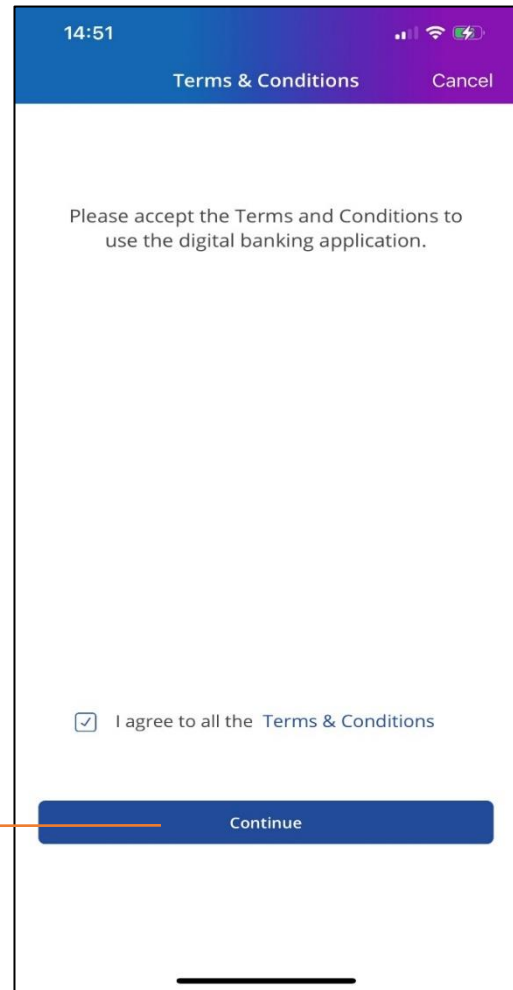 14:51
Terms & Conditions Cancel
Please accept the Terms and Conditions to
use the digital banking application.
I agree to all the Terms & Conditions
Continue